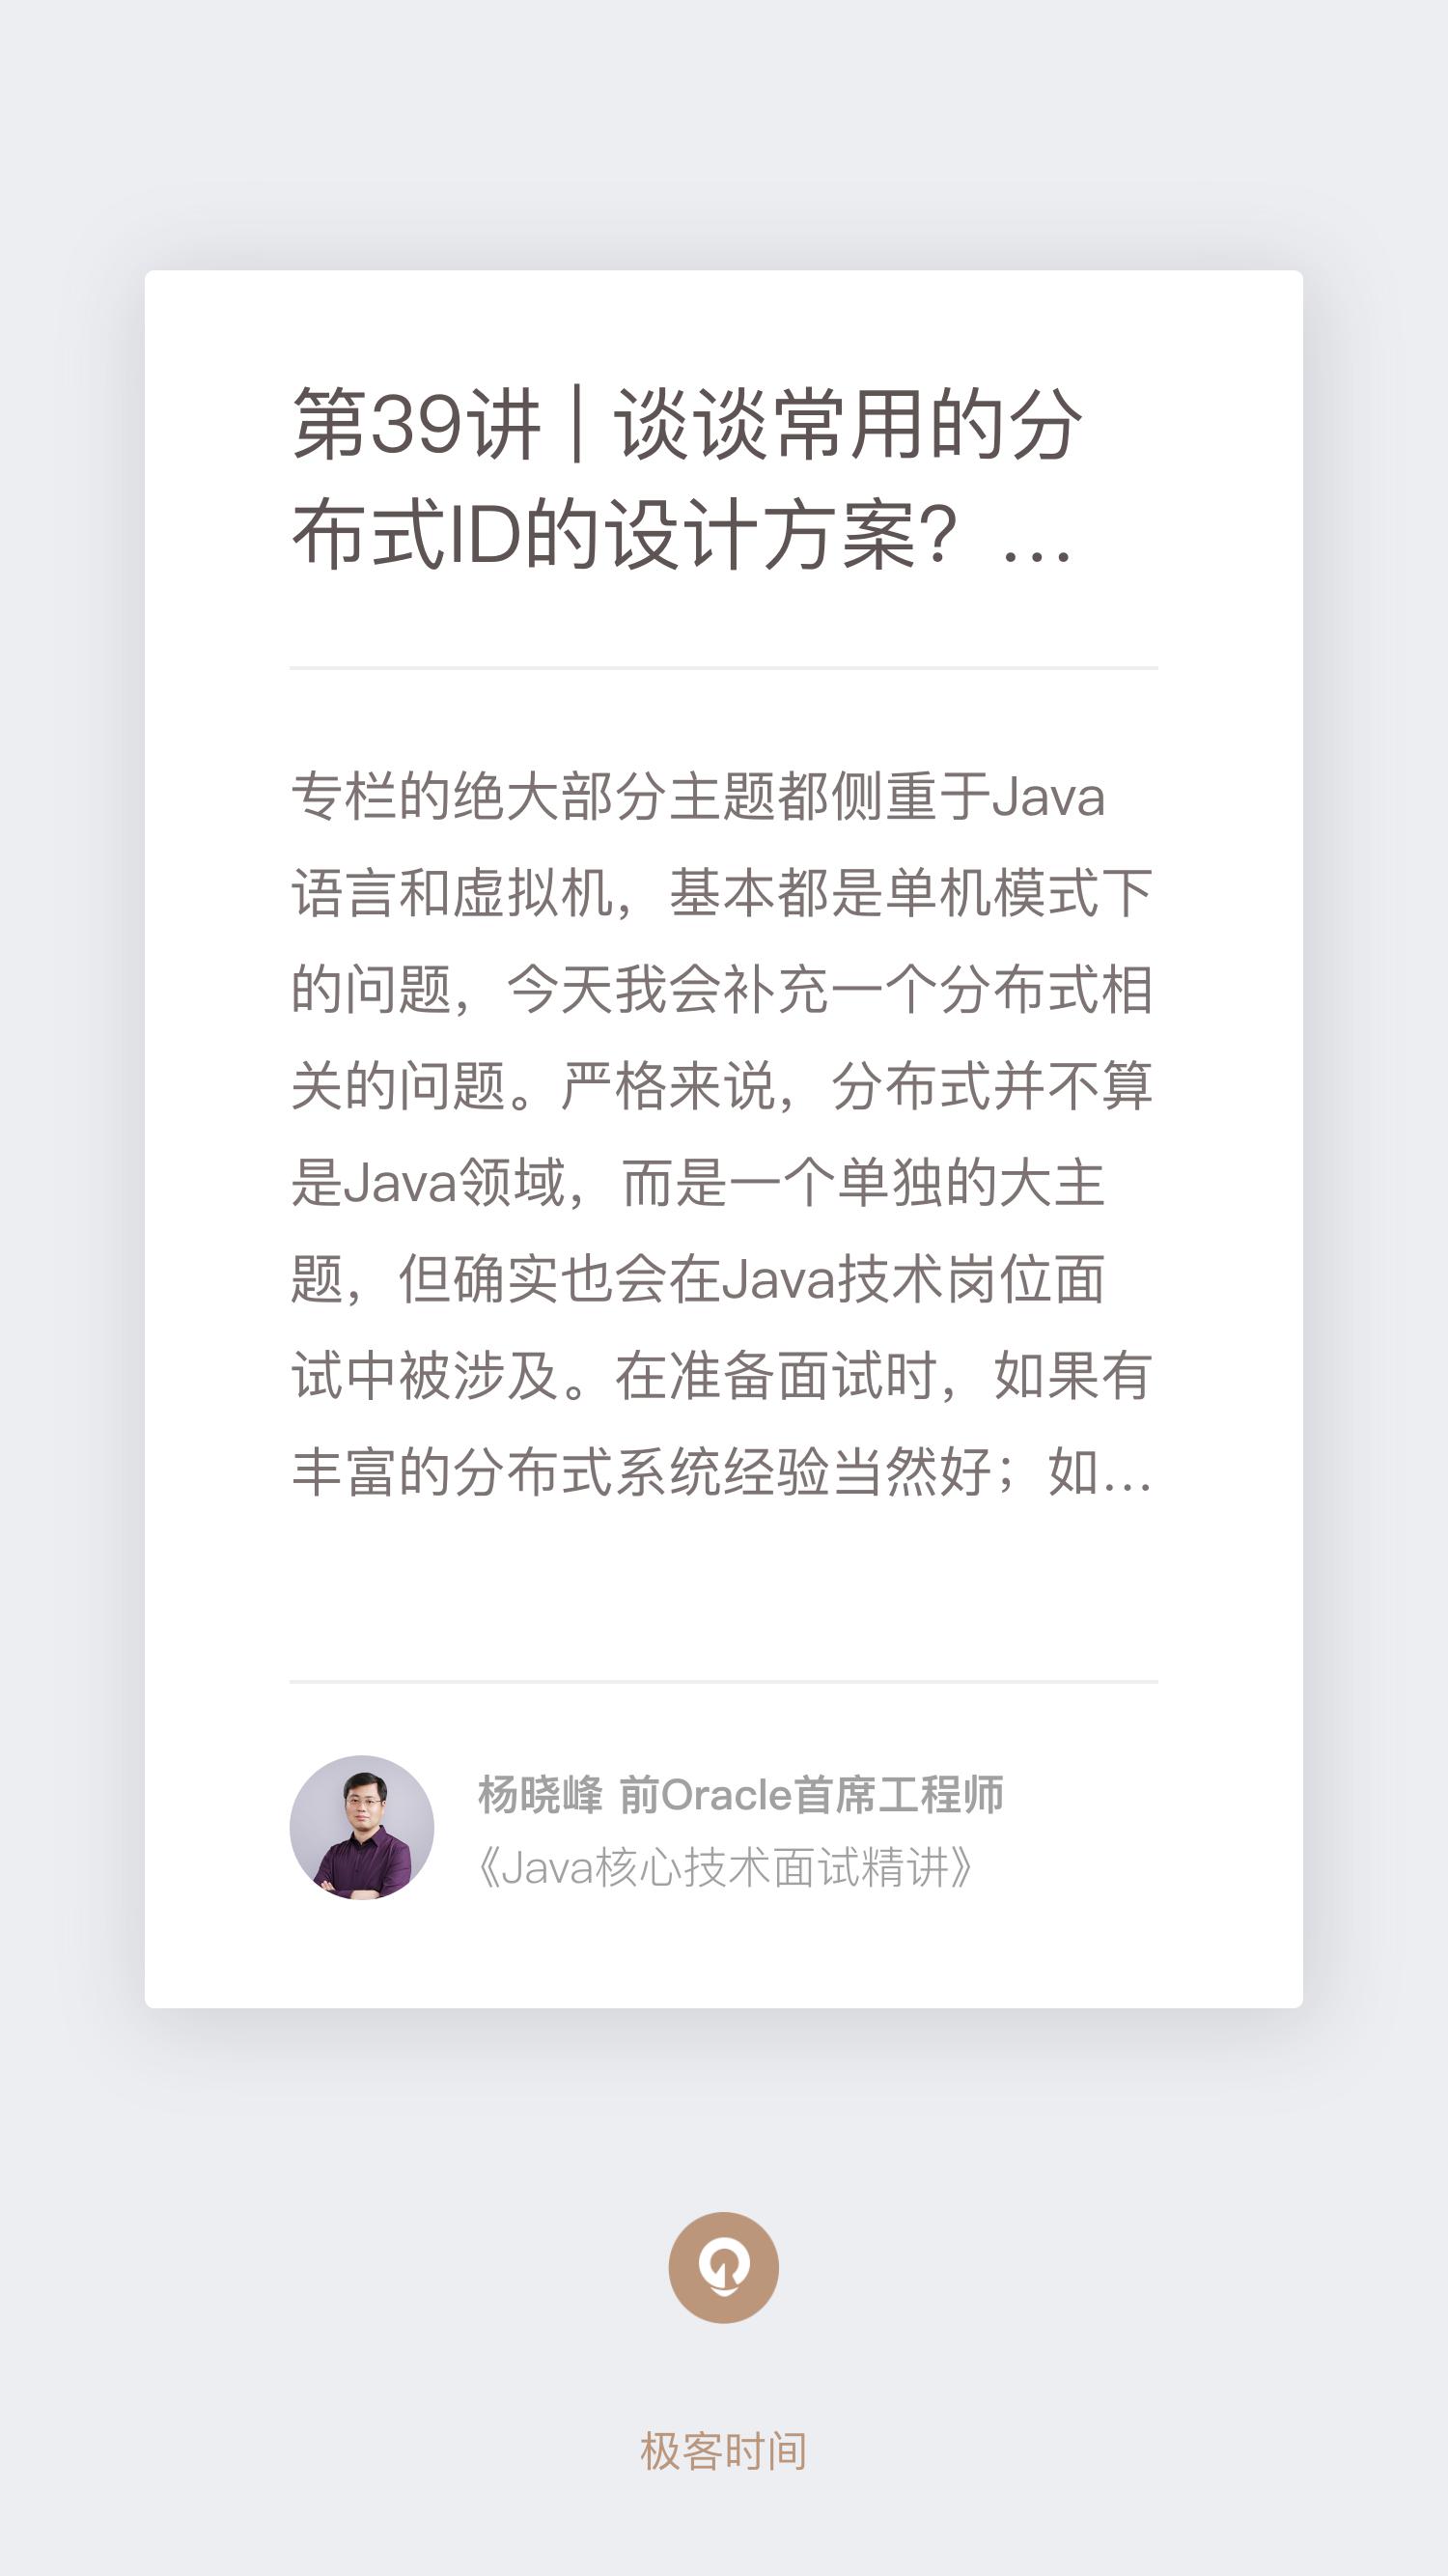 第39讲 | 谈谈常用的分
布式ID的设计方案？...
专栏的绝大部分主题都侧重于Java
语言和虚拟机，基本都是单机模式下
的问题，今天我会补充一个分布式相
关的问题。严格来说，分布式并不算
是Java领域，而是一个单独的大主
题，但确实也会在Java技术岗位面
试中被涉及。在准备面试时，如果有
丰富的分布式系统经验当然好；如...
杨晓峰 前Oracle首席工程师
《Java核心技术面试精讲》
极客时间